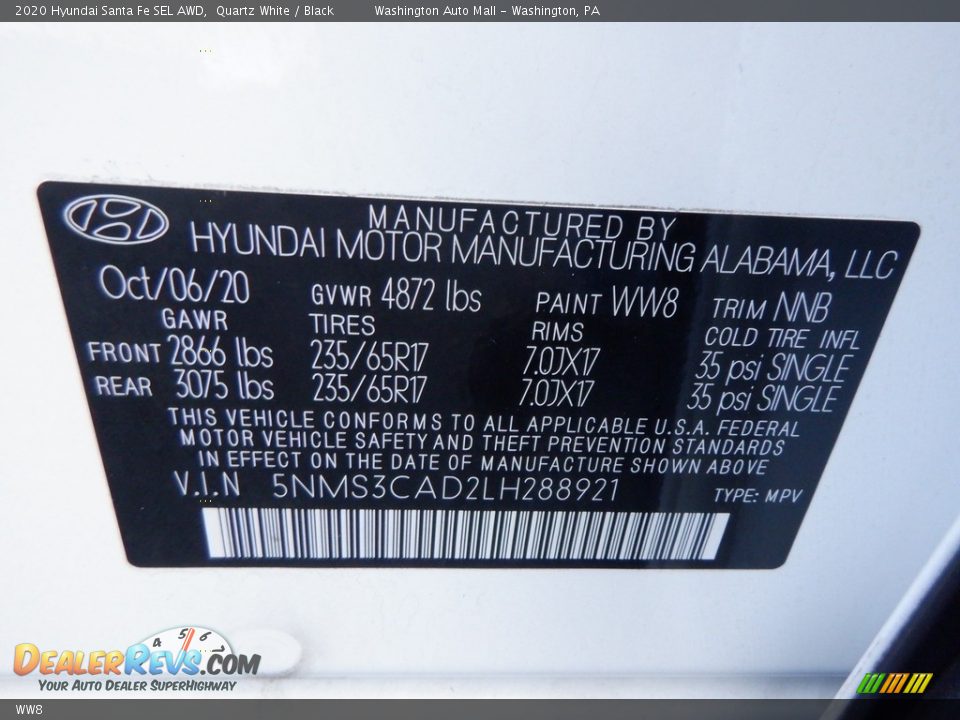 2020 Hyundai Santa Fe SEL AWD, Quartz White / Black Washington Auto Mall - Washington, PA
MANUFACTURED BY
HYUNDAI MOTOR MANUFACTURING ALABAMA, LLC
Oct/06/20 GVWR 4872 lbs PAINT WW8 TRIM NNB
GAWR TIRES RIMS COLD TIRE INFL
FRONT 2866 lbs 235/65R17 7.0JX17 35 psi SINGLE
REAR 3075 lbs 235/65R17 7.0JX17 35 psi SINGLE
THIS VEHICLE CONFORMS TO ALL APPLICABLE U.S.A. FEDERAL
MOTOR VEHICLE SAFETY AND THEFT PREVENTION STANDARDS
IN EFFECT ON THE DATE OF MANUFACTURE SHOWN ABOVE
V.I.N 5NMS3CAD2LH288921 TYPE: MPV
4 5 6
DEALERREVS.COM
YOUR AUTO DEALER SUPERHIGHWAY
WW8